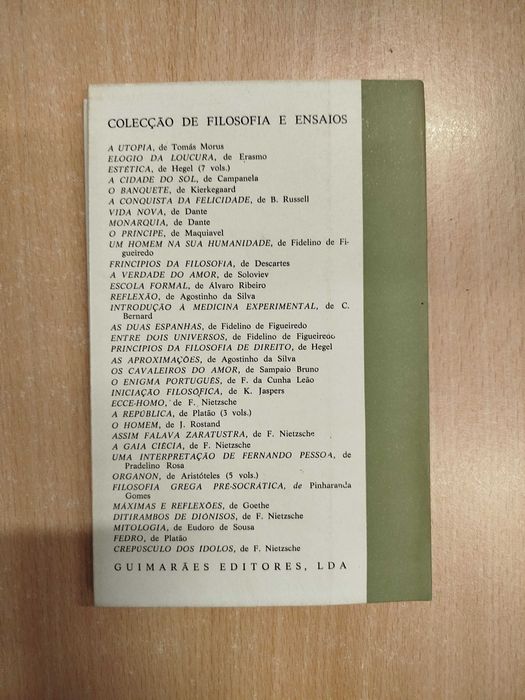 COLECÇÃO DE FILOSOFIA E ENSAIOS
A UTOPIA, de Tomás Morus
ELOGIO DA LOUCURA, de Erasmo
ESTÉTICA, de Hegel (7 vols.)
A CIDADE DO SOL, de Campanela
O BANQUETE, de Kierkegaard
A CONQUISTA DA FELICIDADE, de B. Russell
VIDA NOVA, de Dante
MONARQUIA, de Dante
O PRINCIPE, de Maquiavel
UM HOMEM NA SUA HUMANIDADE, de Fidelino de Fi-
gueiredo
PRINCIPIOS DA FILOSOFIA, de Descartes
A VERDADE DO AMOR, de Soloviev
ESCOLA FORMAL, de Álvaro Ribeiro
REFLEXÃO, de Agostinho da Silva
INTRODUÇÃO À MEDICINA EXPERIMENTAL, de C.
Bernard
AS DUAS ESPANHAS, de Fidelino de Figueiredo
ENTRE DOIS UNIVERSOS, de Fidelino de Figueiredo
PRINCIPIOS DA FILOSOFIA DE DIREITO, de Hegel
AS APROXIMAÇÕES, de Agostinho da Silva
OS CAVALEIROS DO AMOR, de Sampaio Bruno
O ENIGMA PORTUGUÊS, de F. da Cunha Leão
INICIAÇÃO FILOSÓFICA, de K. Jaspers
ECCE-HOMO, de F. Nietzsche
A REPÚBLICA, de Platão (3 vols.)
O HOMEM, de J. Rostand
ASSIM FALAVA ZARATUSTRA, de F. Nietzsche
A GAIA CIÊCIA, de F. Nietzsche
UMA INTERPRETAÇÃO DE FERNANDO PESSOA, de
Pradelino Rosa
ORGANON, de Aristóteles (5 vols.)
FILOSOFIA GREGA PRÉ-SOCRÁTICA, de Pinharanda
Gomes
MÁXIMAS E REFLEXÕES, de Goethe
DITIRAMBOS DE DIÓNISOS, de F. Nietzsche
MITOLOGIA, de Eudoro de Sousa
FEDRO, de Platão
CREPÚSCULO DOS IDOLOS, de F. Nietzsche
GUIMARÃES EDITORES, LDA